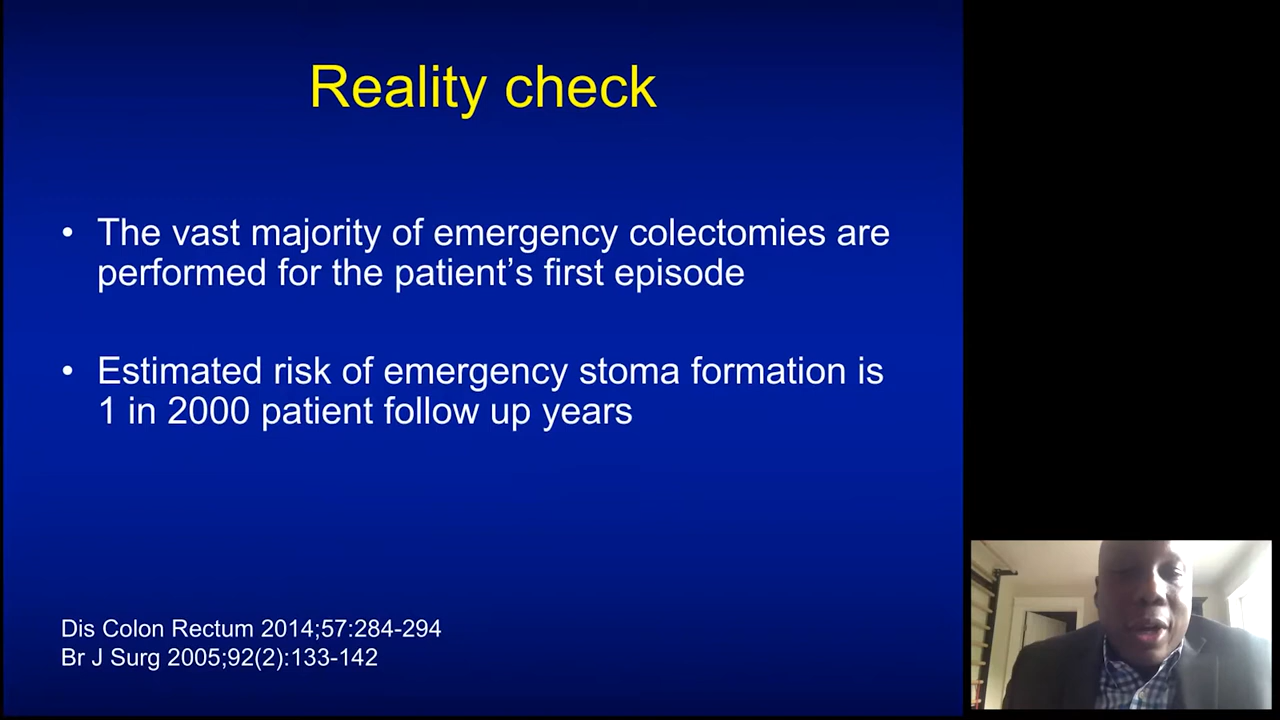 Reality check
• The vast majority of emergency colectomies are
performed for the patient’s first episode
• Estimated risk of emergency stoma formation is
1 in 2000 patient follow up years
Dis Colon Rectum 2014;57:284-294
Br J Surg 2005;92(2):133-142